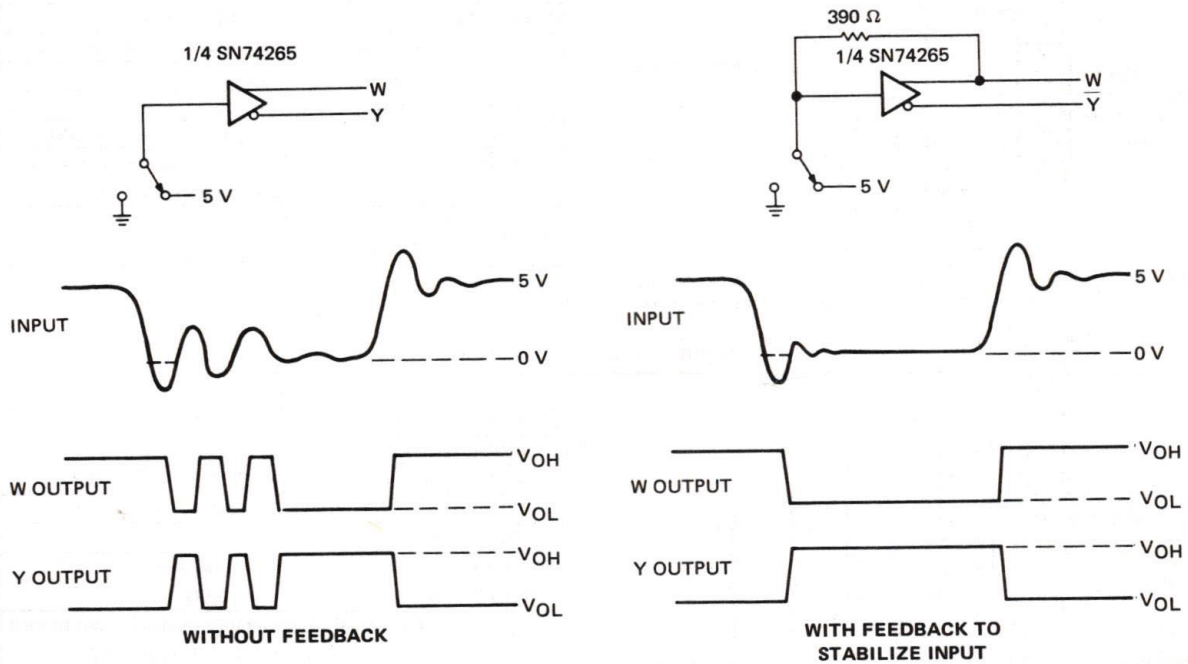 1/4 SN74265
W
Y
5 V
INPUT
5 V
0 V
W OUTPUT
VOH
VOL
Y OUTPUT
VOH
VOL
WITHOUT FEEDBACK
390 Ω
1/4 SN74265
W
Y̅
5 V
INPUT
5 V
0 V
W OUTPUT
VOH
VOL
Y OUTPUT
VOH
VOL
WITH FEEDBACK TO
STABILIZE INPUT